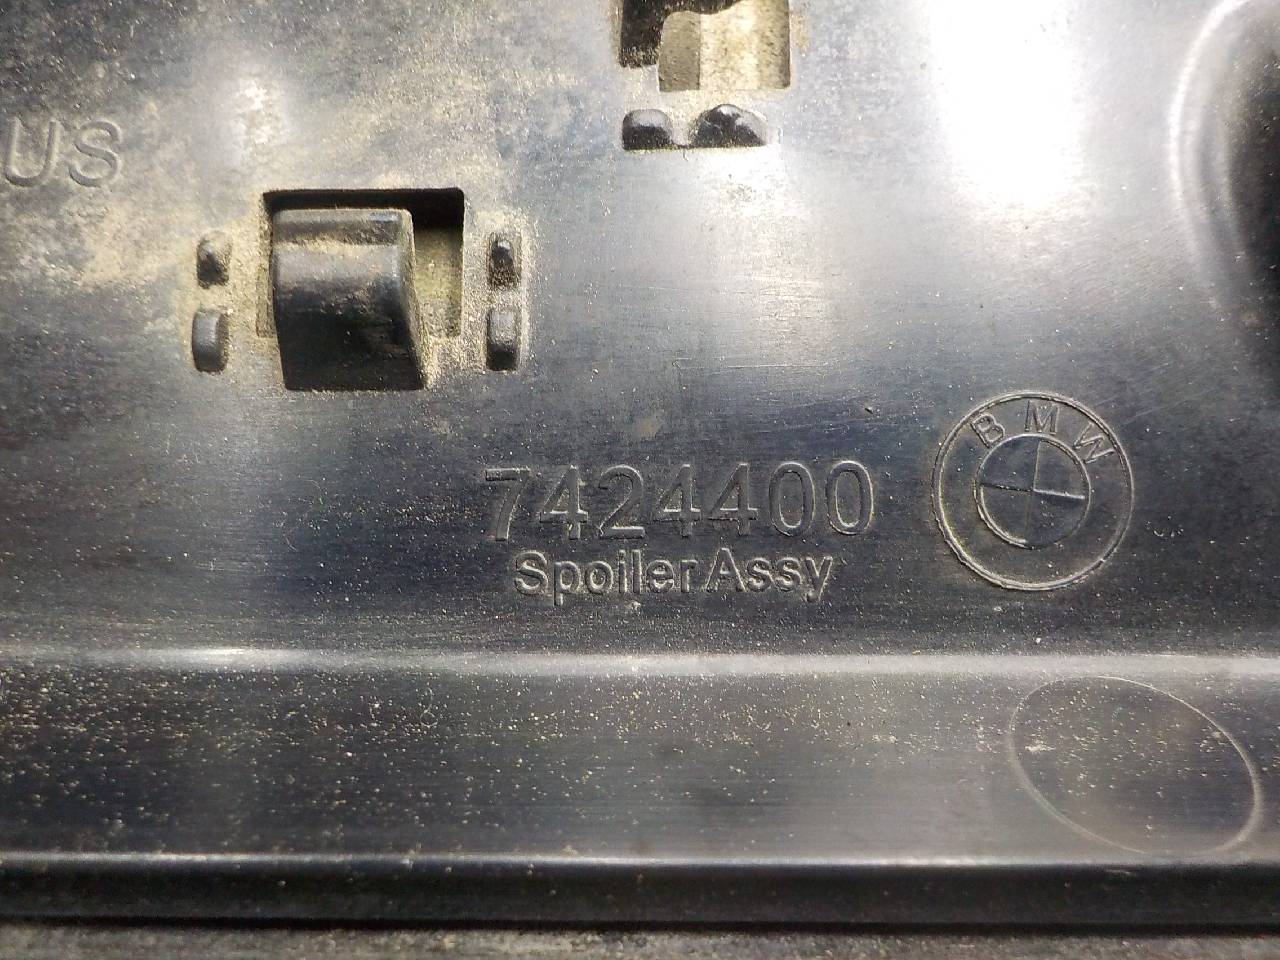 US
7424400
Spoiler Assy
BMW